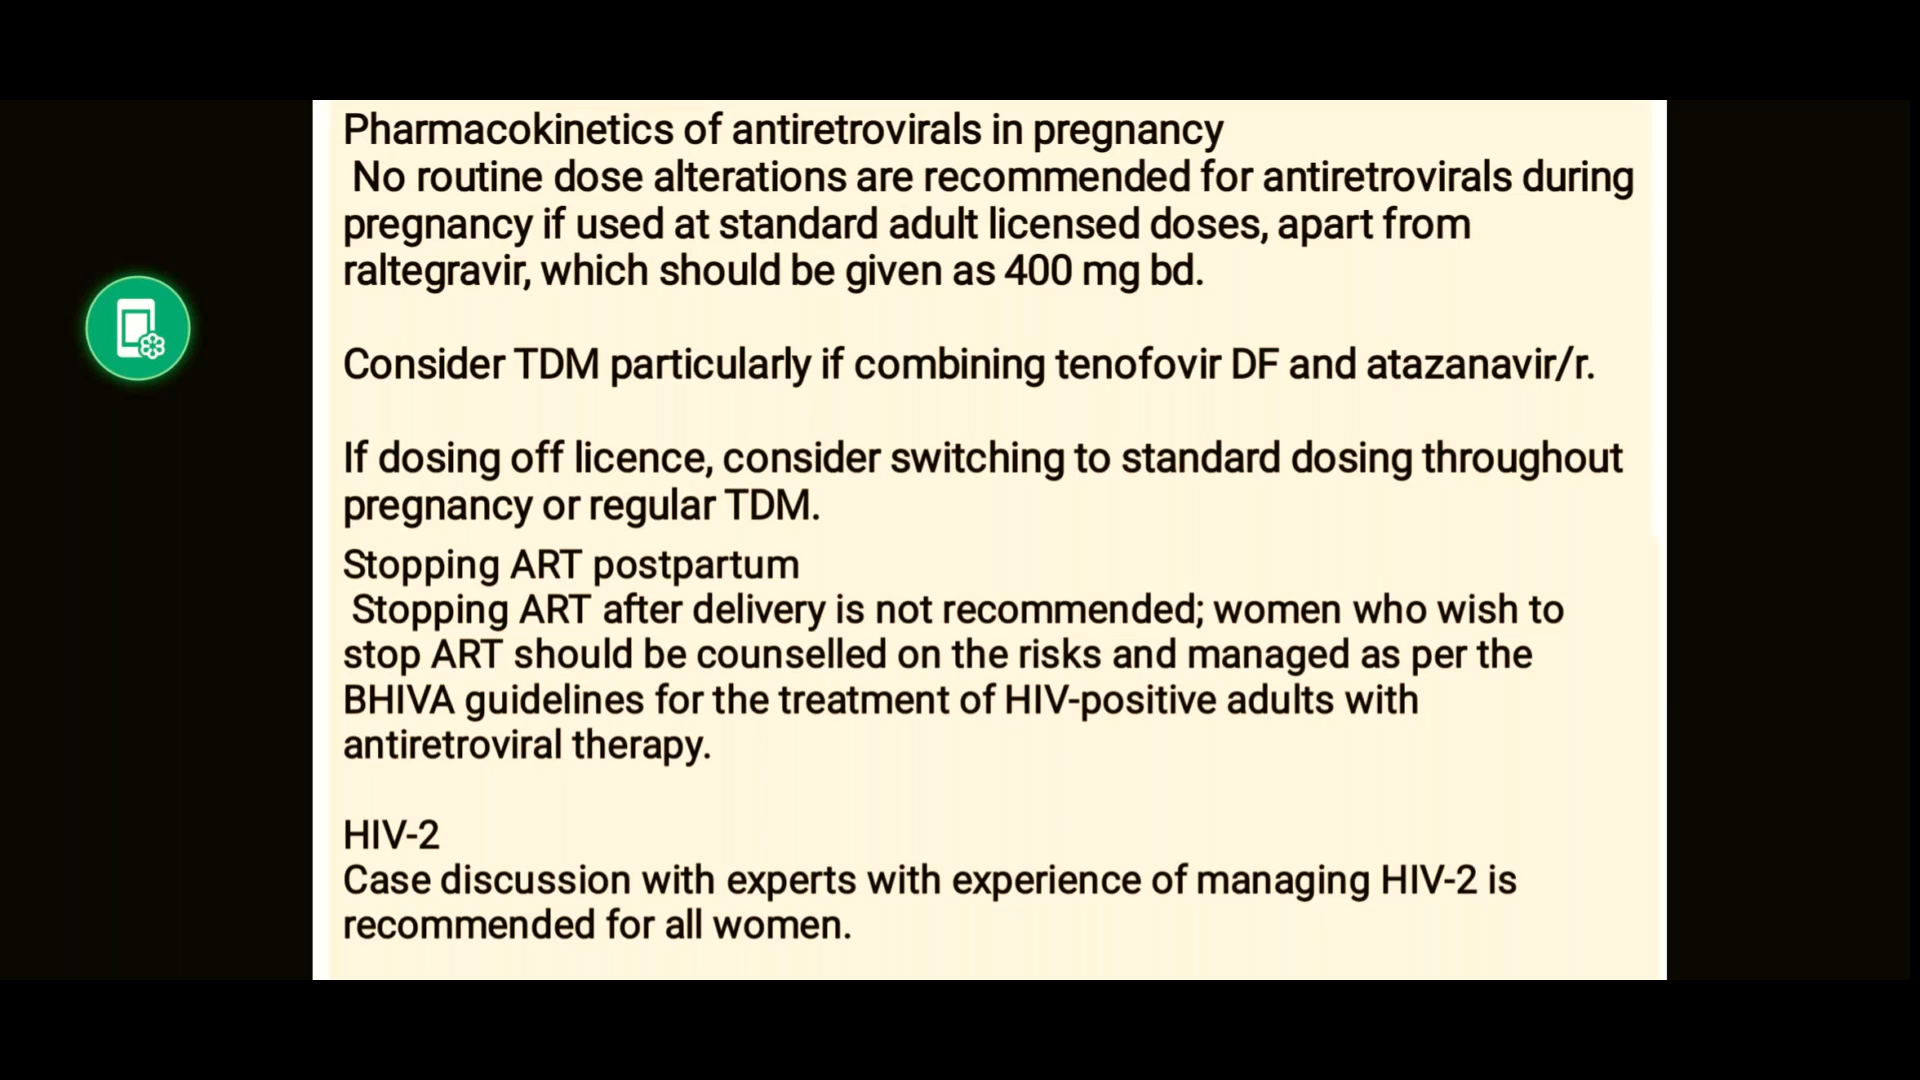 Pharmacokinetics of antiretrovirals in pregnancy
No routine dose alterations are recommended for antiretrovirals during
pregnancy if used at standard adult licensed doses, apart from
raltegravir, which should be given as 400 mg bd.
Consider TDM particularly if combining tenofovir DF and atazanavir/r.
If dosing off licence, consider switching to standard dosing throughout
pregnancy or regular TDM.
Stopping ART postpartum
Stopping ART after delivery is not recommended; women who wish to
stop ART should be counselled on the risks and managed as per the
BHIVA guidelines for the treatment of HIV-positive adults with
antiretroviral therapy.
HIV-2
Case discussion with experts with experience of managing HIV-2 is
recommended for all women.